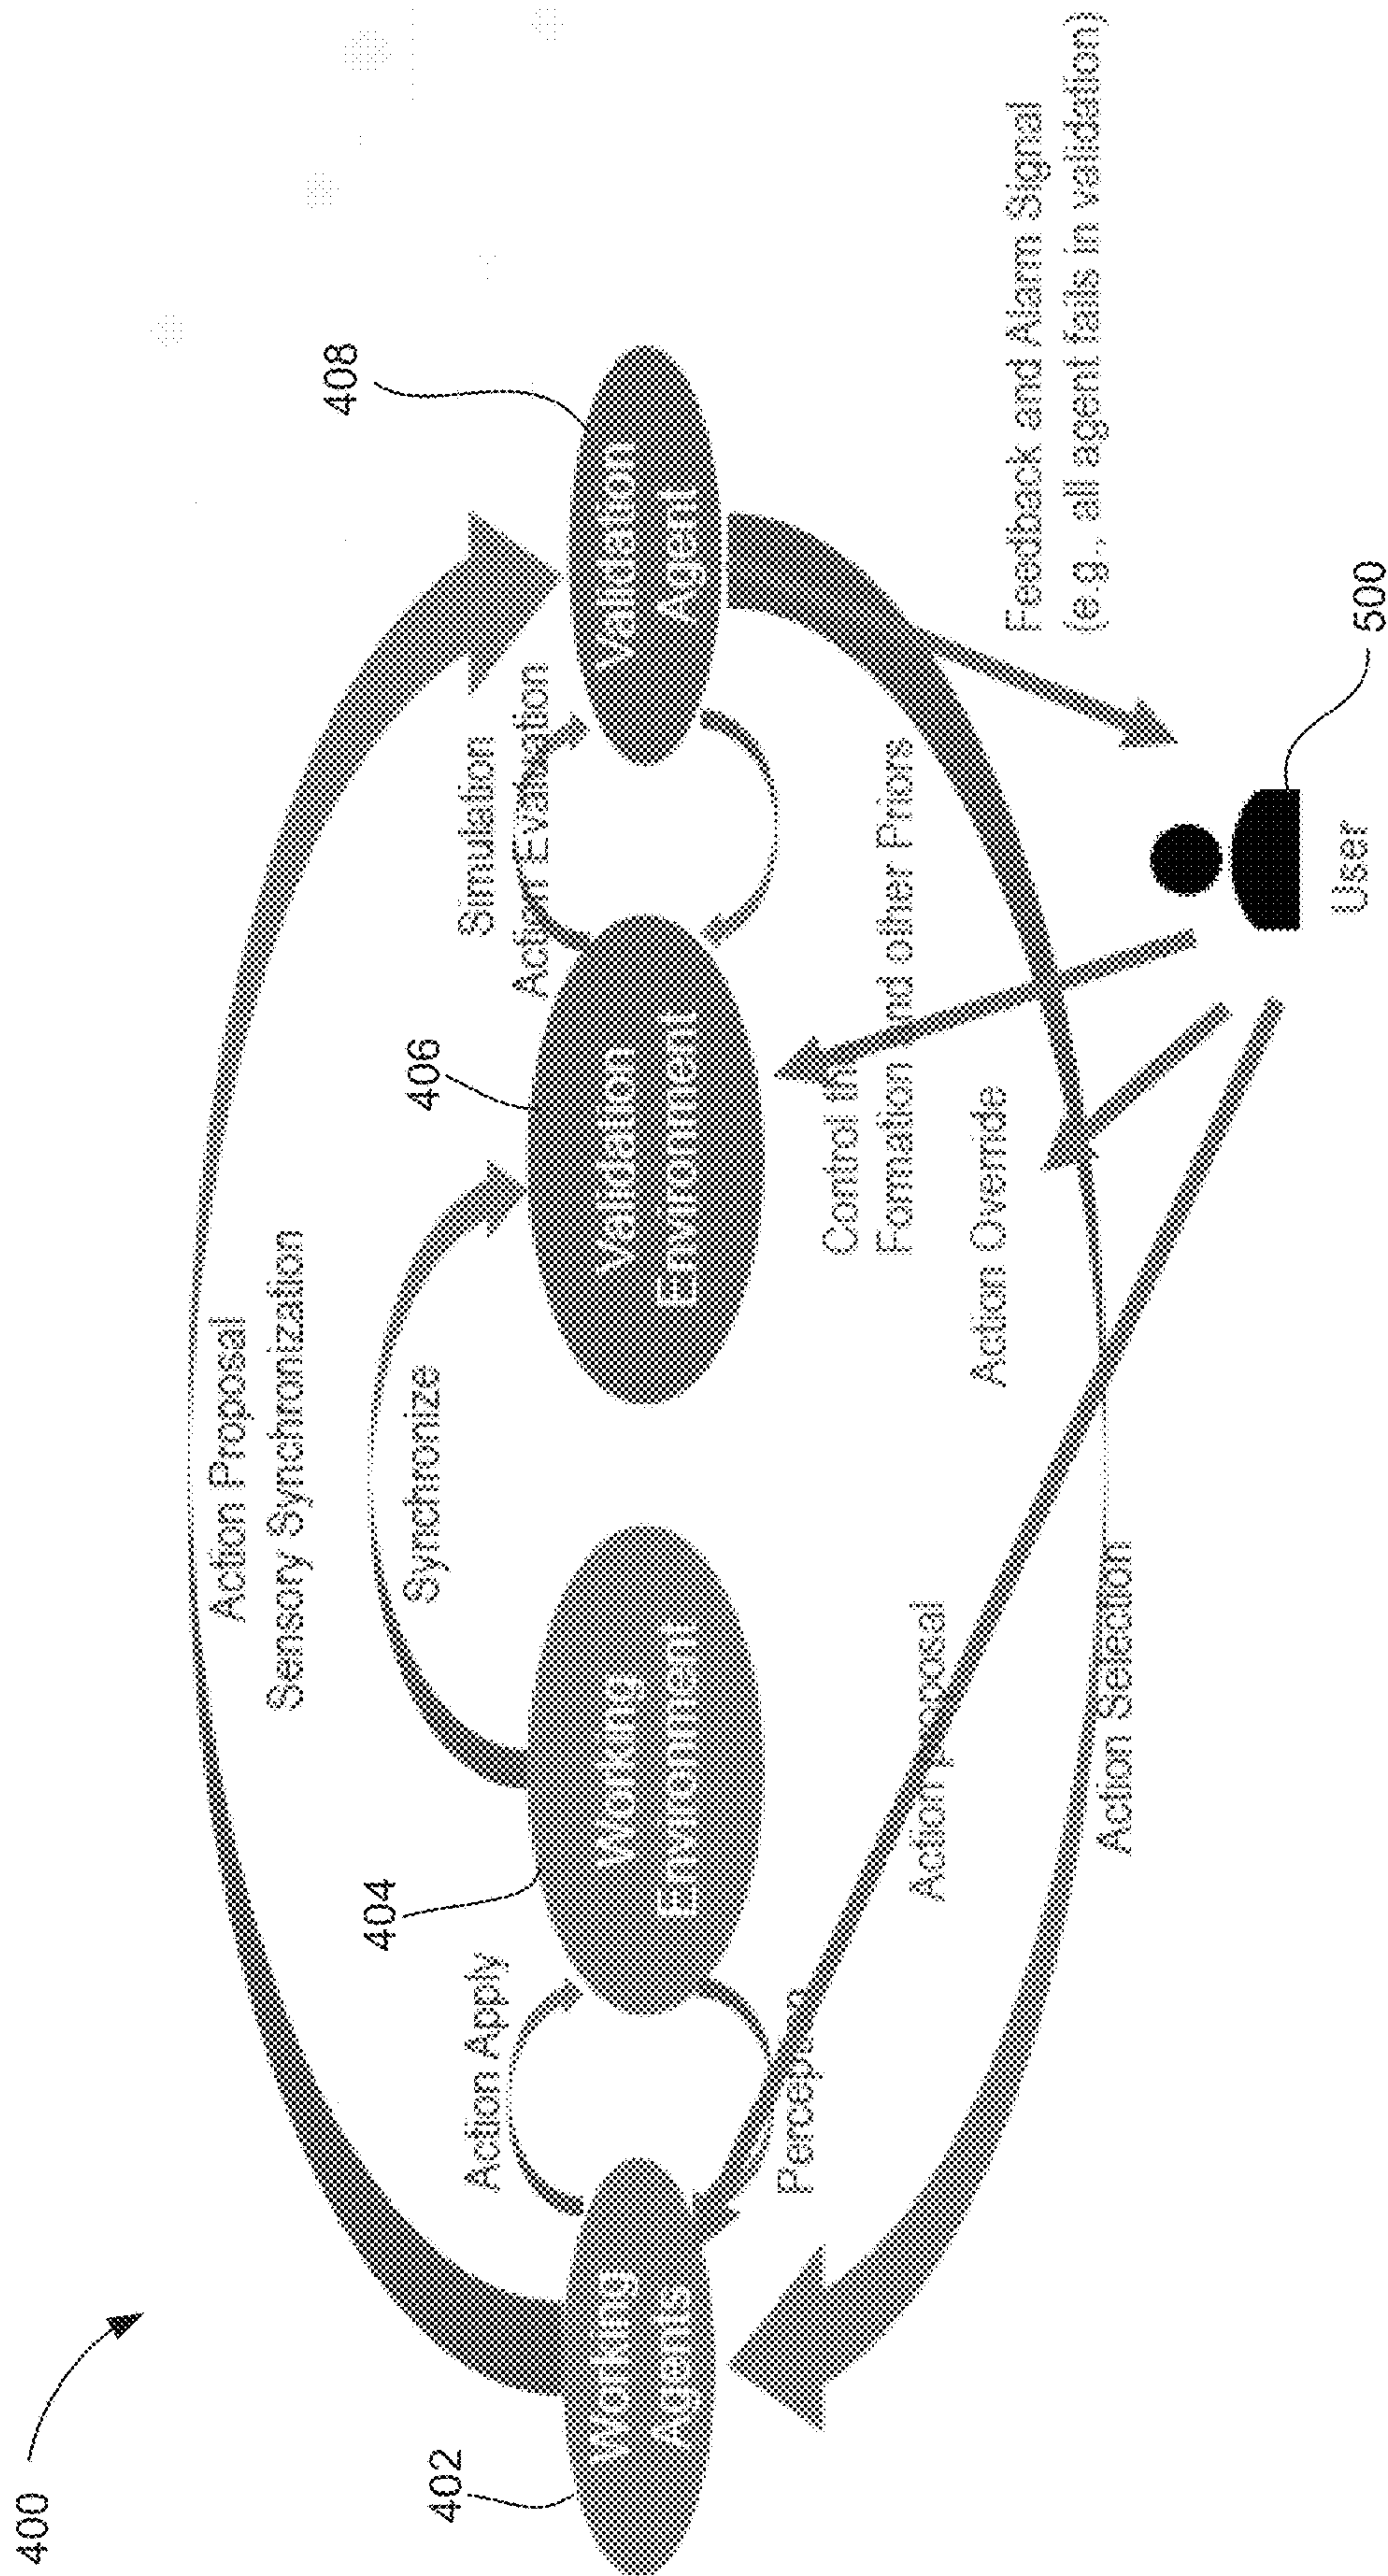 400
Action Proposal
Sensory Synchronization
408
402
404
406
Synchronize
Action Apply
Simulation
Action Evaluation
Working
Agents
Working
Environment
Validation
Environment
Validation
Agent
Perception
Control the
Formation and other Priors
Action proposal
Action Override
Feedback and Alarm Signal
(e.g., all agent fails in validation)
Action Selection
User
500